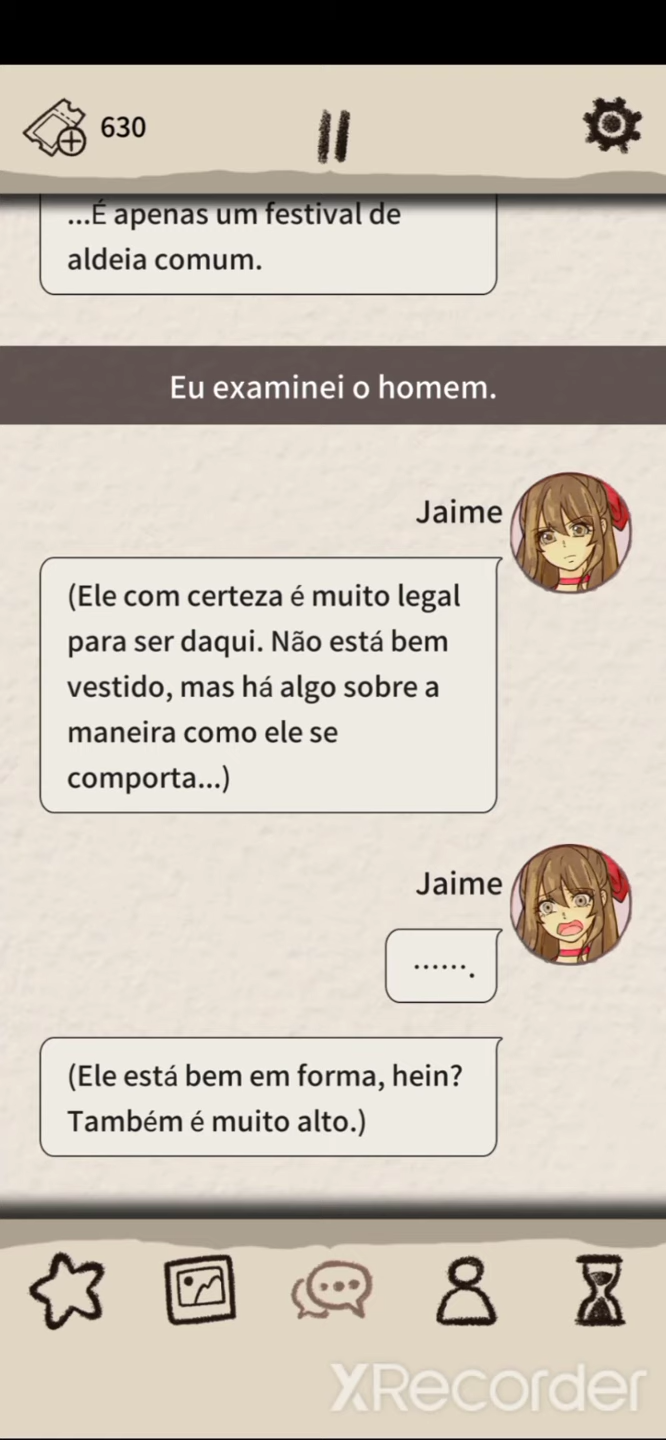 630
...É apenas um festival de
aldeia comum.
Eu examinei o homem.
Jaime
(Ele com certeza é muito legal
para ser daqui. Não está bem
vestido, mas há algo sobre a
maneira como ele se
comporta...)
Jaime
.......
(Ele está bem em forma, hein?
Também é muito alto.)
XRecorder